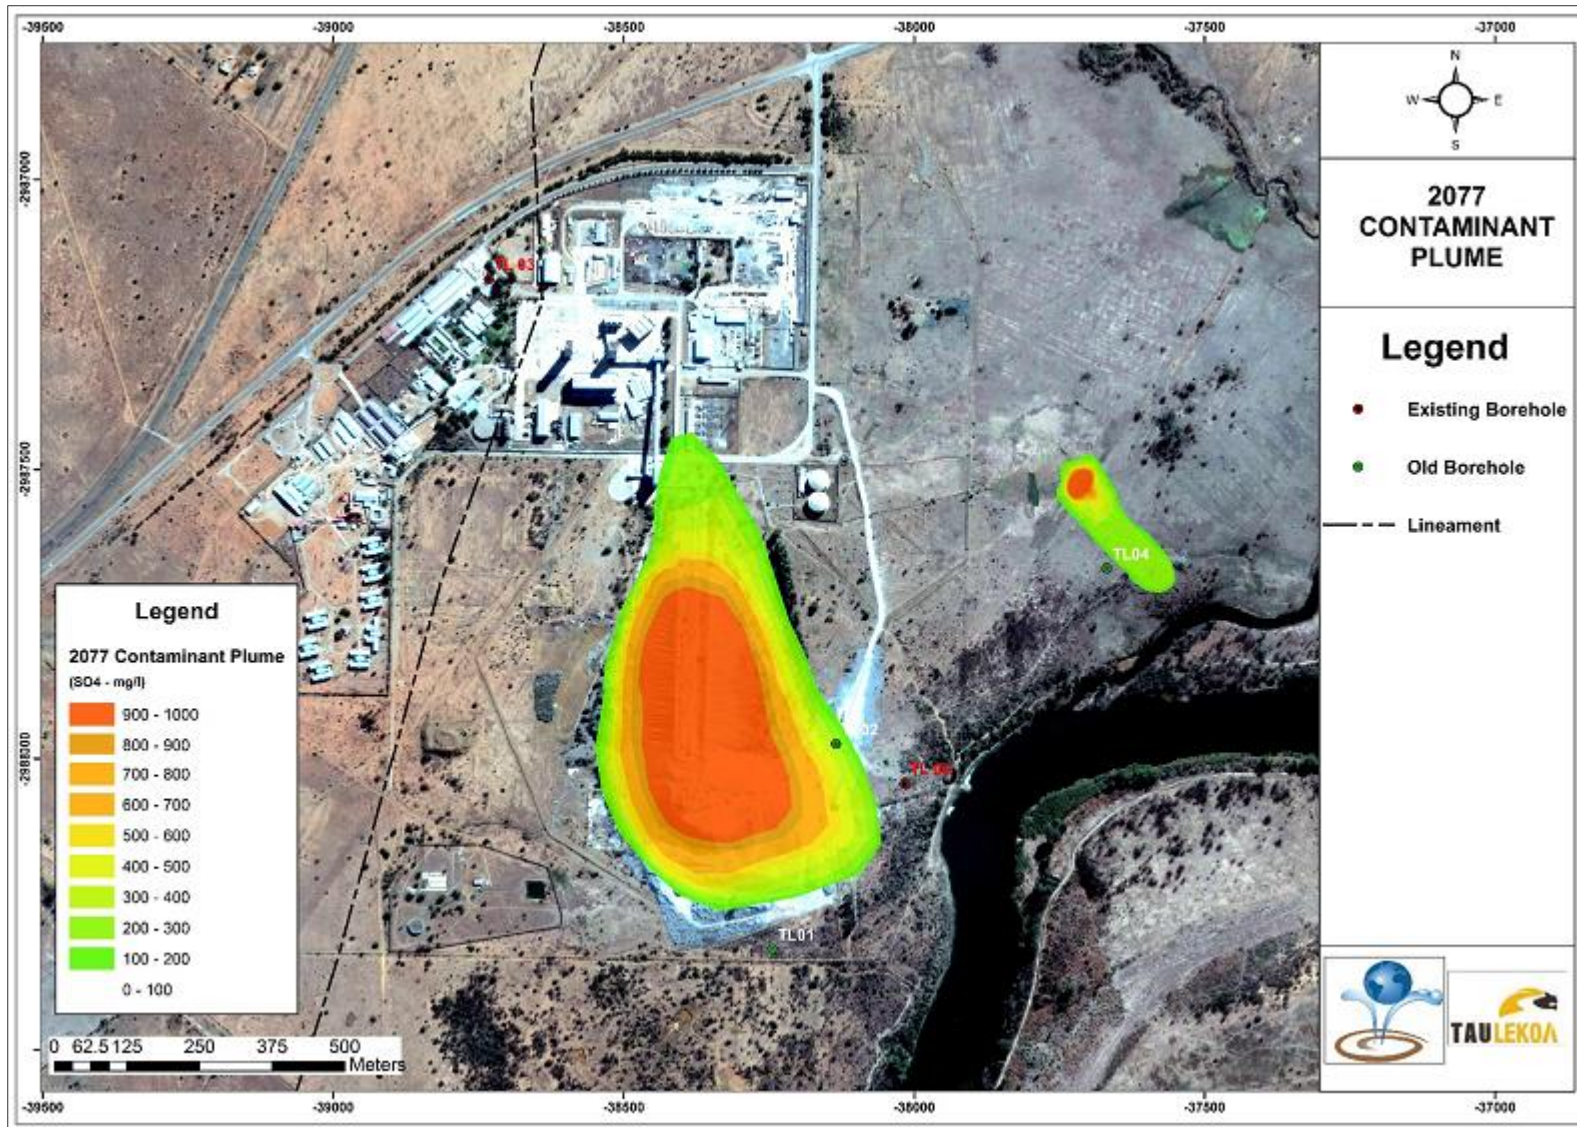 -39500 -39000 -38500 -38000 -37500 -37000
N
W E
S
2077
CONTAMINANT
PLUME
Legend
Existing Borehole
Old Borehole
Lineament
-2987000
-2987500
-2988000
TL 03
TL04
TL01
Legend
2077 Contaminant Plume
(SO4 - mg/l)
900 - 1000
800 - 900
700 - 800
600 - 700
500 - 600
400 - 500
300 - 400
200 - 300
100 - 200
0 - 100
0 62.5 125 250 375 500
Meters
TAULEKOA
-39500 -39000 -38500 -38000 -37500 -37000